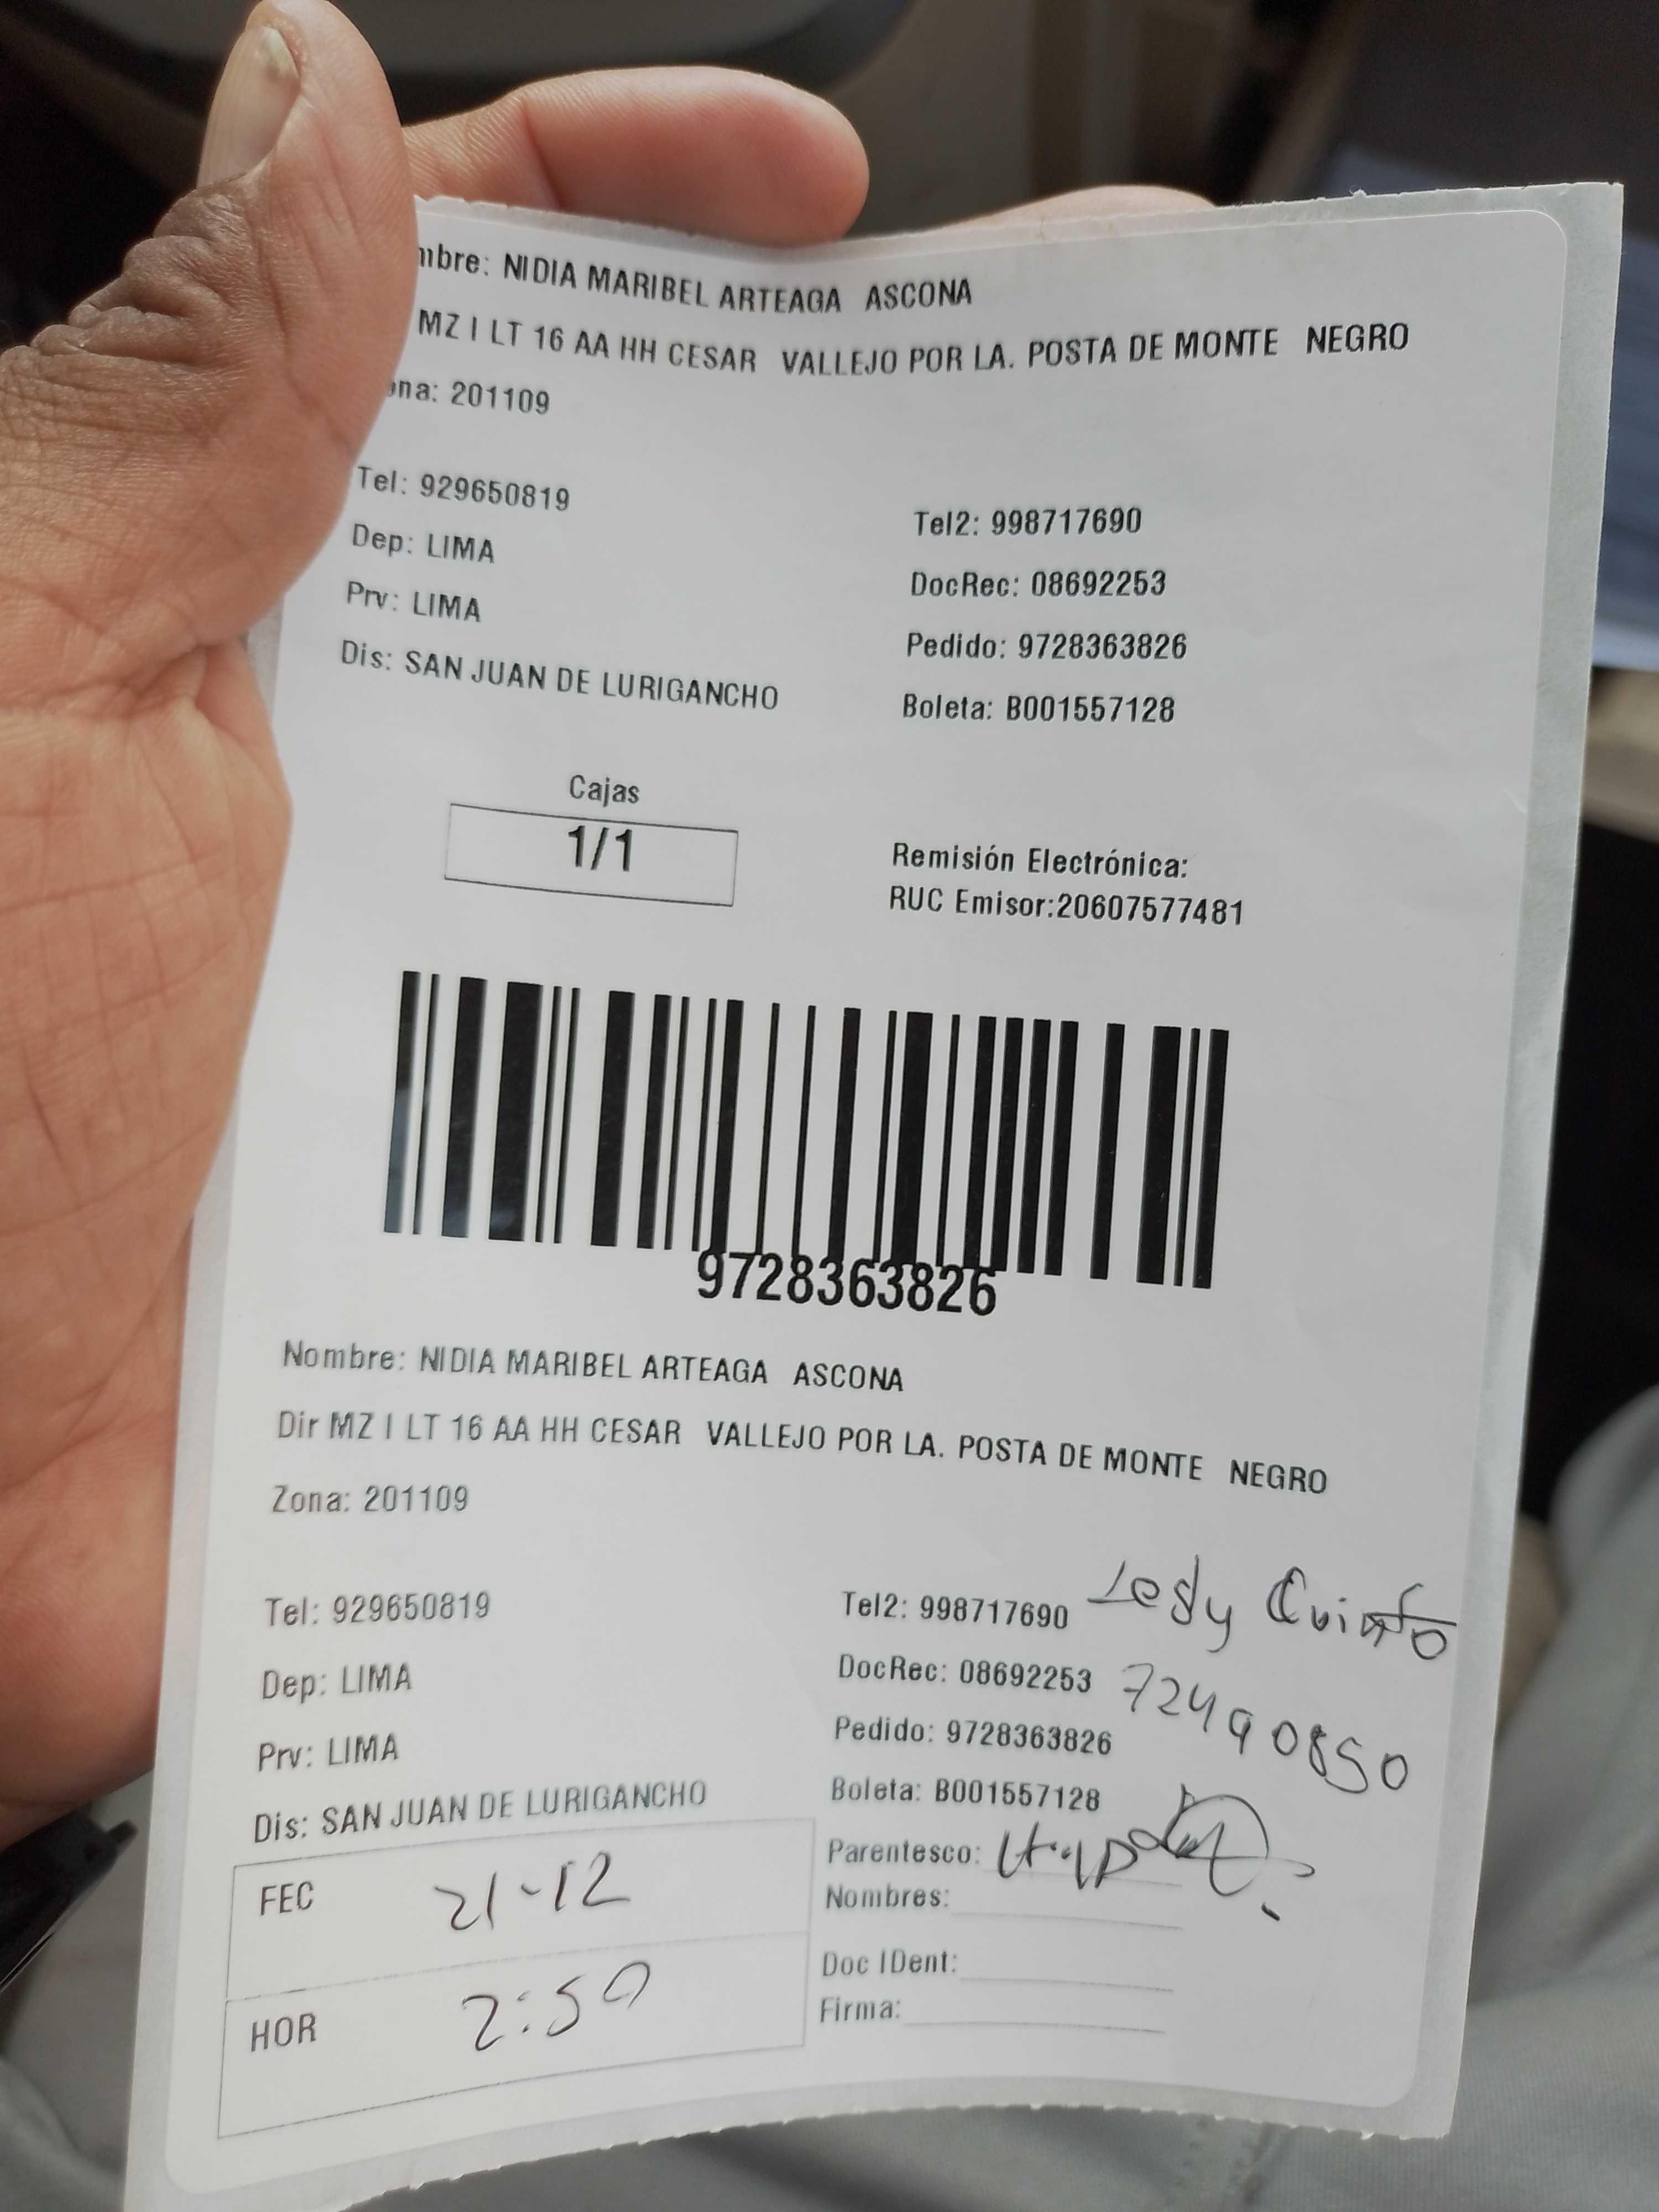 mbre: NIDIA MARIBEL ARTEAGA ASCONA
MZ I LT 16 AA HH CESAR VALLEJO POR LA. POSTA DE MONTE NEGRO
ona: 201109
Tel: 929650819
Tel2: 998717690
Dep: LIMA
DocRec: 08692253
Prv: LIMA
Pedido: 9728363826
Dis: SAN JUAN DE LURIGANCHO
Boleta: B001557128
Cajas
1/1
Remisión Electrónica:
RUC Emisor:20607577481
9728363826
Nombre: NIDIA MARIBEL ARTEAGA ASCONA
Dir MZ I LT 16 AA HH CESAR VALLEJO POR LA. POSTA DE MONTE NEGRO
Zona: 201109
Tel: 929650819
Tel2: 998717690 Ledy Cuinto
Dep: LIMA
DocRec: 08692253 72490850
Prv: LIMA
Pedido: 9728363826
Dis: SAN JUAN DE LURIGANCHO
Boleta: B001557128
FEC 21-12
Parentesco:
Nombres:
HOR 2:50
Doc IDent:
Firma: